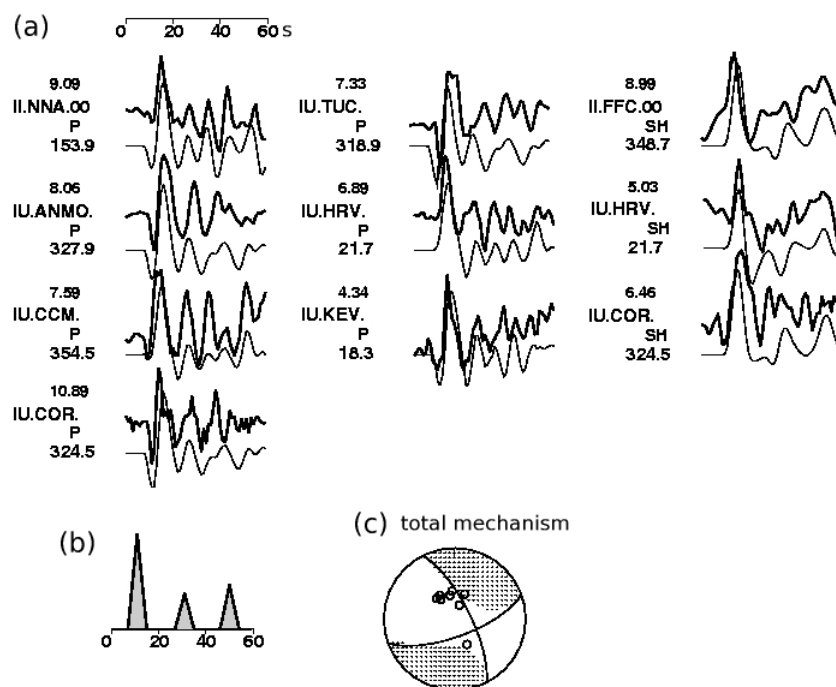 (a)
0 20 40 60 s
9.09
II.NNA.00
P
153.9
8.06
IU.ANMO.
P
327.9
7.59
IU.CCM.
P
354.5
10.89
IU.COR.
P
324.5
7.33
IU.TUC.
P
318.9
6.89
IU.HRV.
P
21.7
4.34
IU.KEV.
P
18.3
8.99
II.FFC.00
SH
348.7
5.03
IU.HRV.
SH
21.7
6.46
IU.COR.
SH
324.5
(b)
0 20 40 60
(c) total mechanism